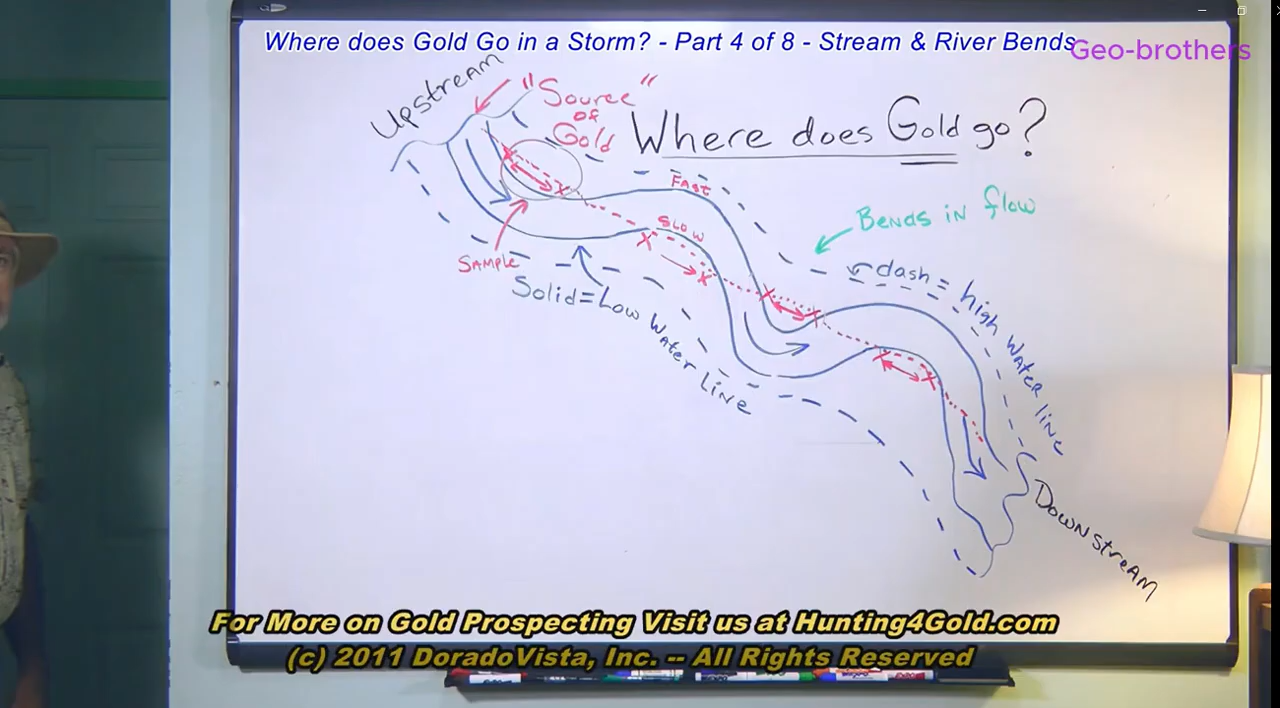 Where does Gold Go in a Storm? - Part 4 of 8 - Stream & River Bends
Geo-brothers
Upstream
"Source"
of
Gold
Where does Gold go?
FAST
Bends in flow
SLOW
SAMPLE
dash = high water line
Solid = Low Water Line
Downstream
For More on Gold Prospecting Visit us at Hunting4Gold.com
(c) 2011 DoradoVista, Inc. -- All Rights Reserved